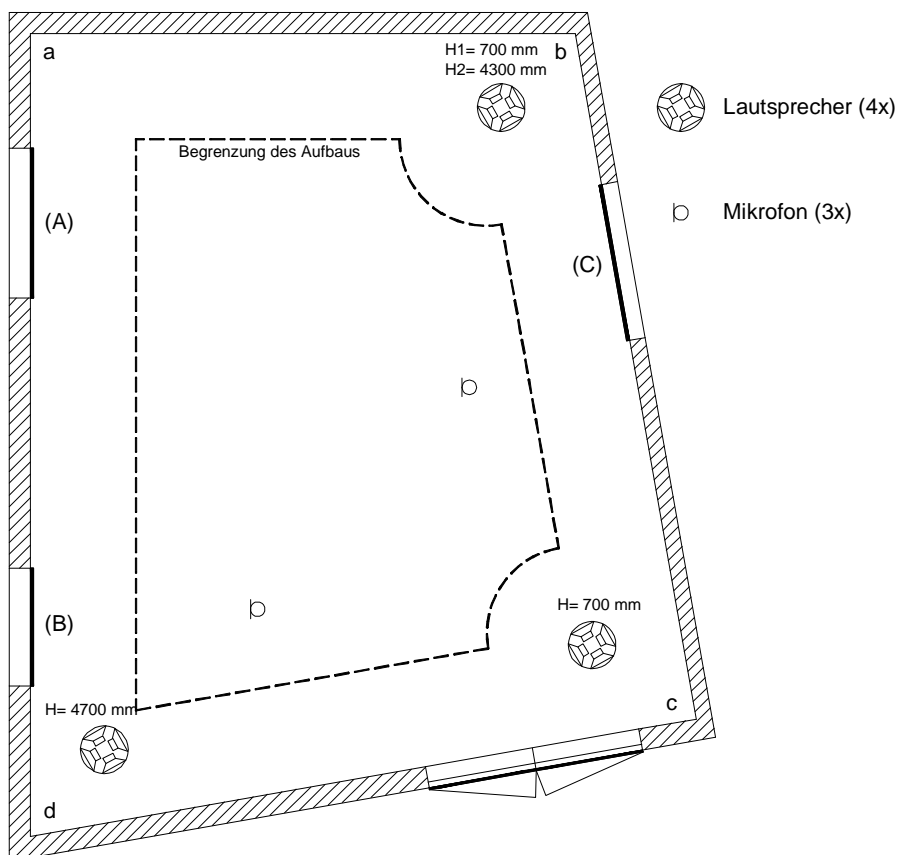 a
H1= 700 mm
H2= 4300 mm
b
Lautsprecher (4x)
Begrenzung des Aufbaus
(A)
Mikrofon (3x)
(C)
(B)
H= 700 mm
H= 4700 mm
c
d